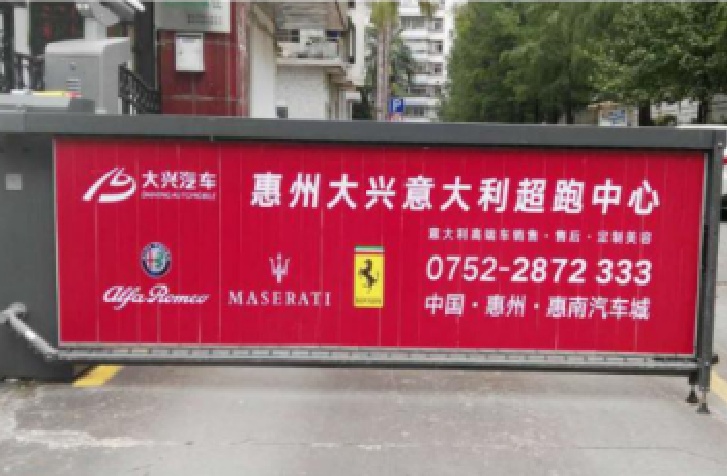 大兴汽车
惠州大兴意大利超跑中心
意大利高端车销售·售后·定制美容
Alfa Romeo
MASERATI
0752-2872 333
中国·惠州·惠南汽车城
P